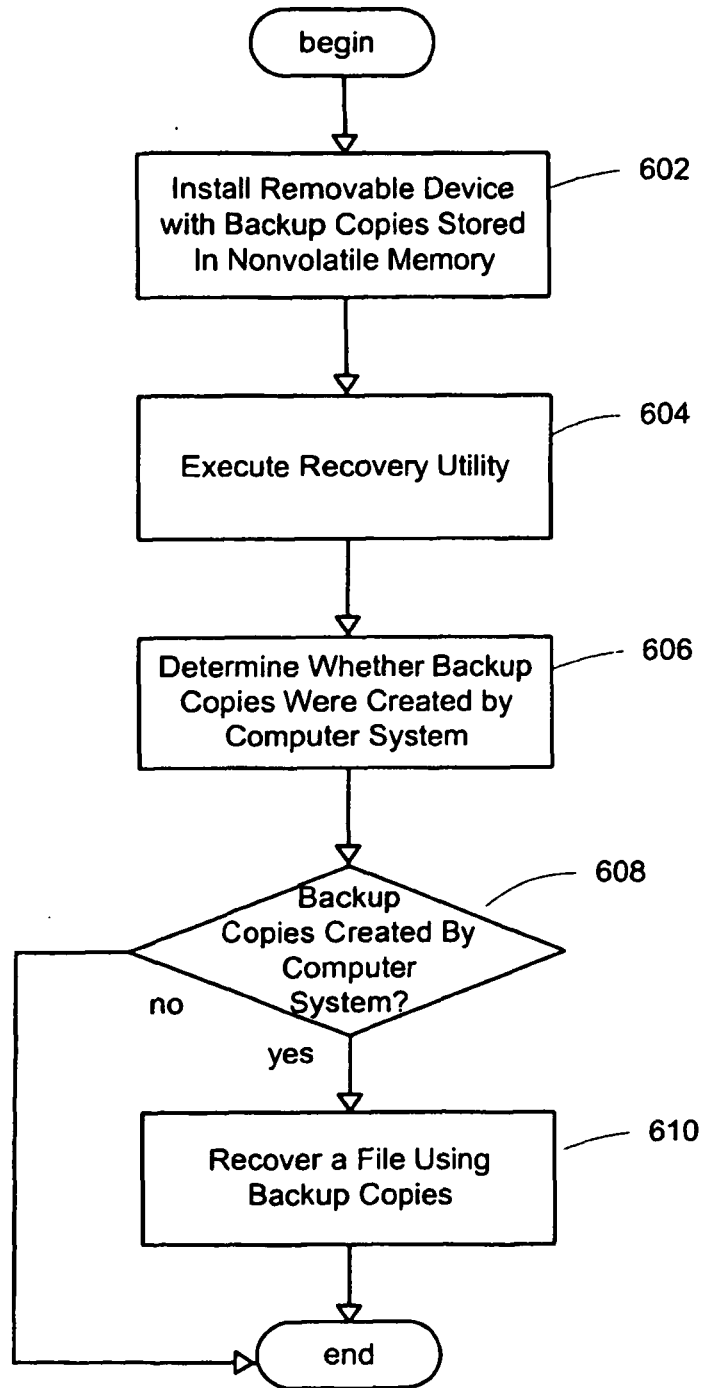 begin
602
Install Removable Device
with Backup Copies Stored
In Nonvolatile Memory
604
Execute Recovery Utility
606
Determine Whether Backup
Copies Were Created by
Computer System
608
Backup
Copies Created By
Computer
System?
no
yes
610
Recover a File Using
Backup Copies
end